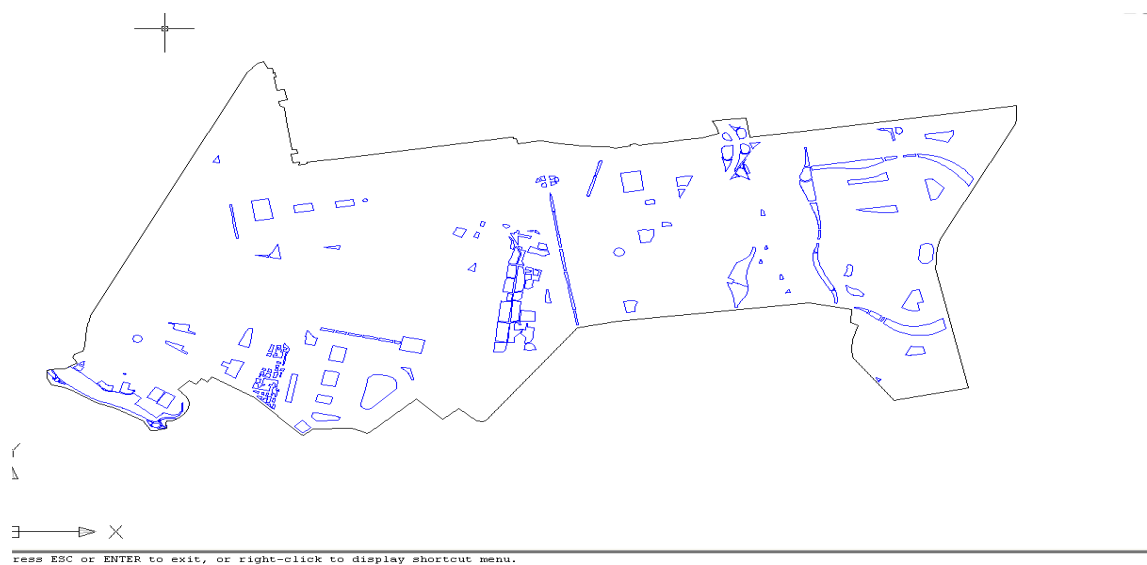 X
ress ESC or ENTER to exit, or right-click to display shortcut menu.